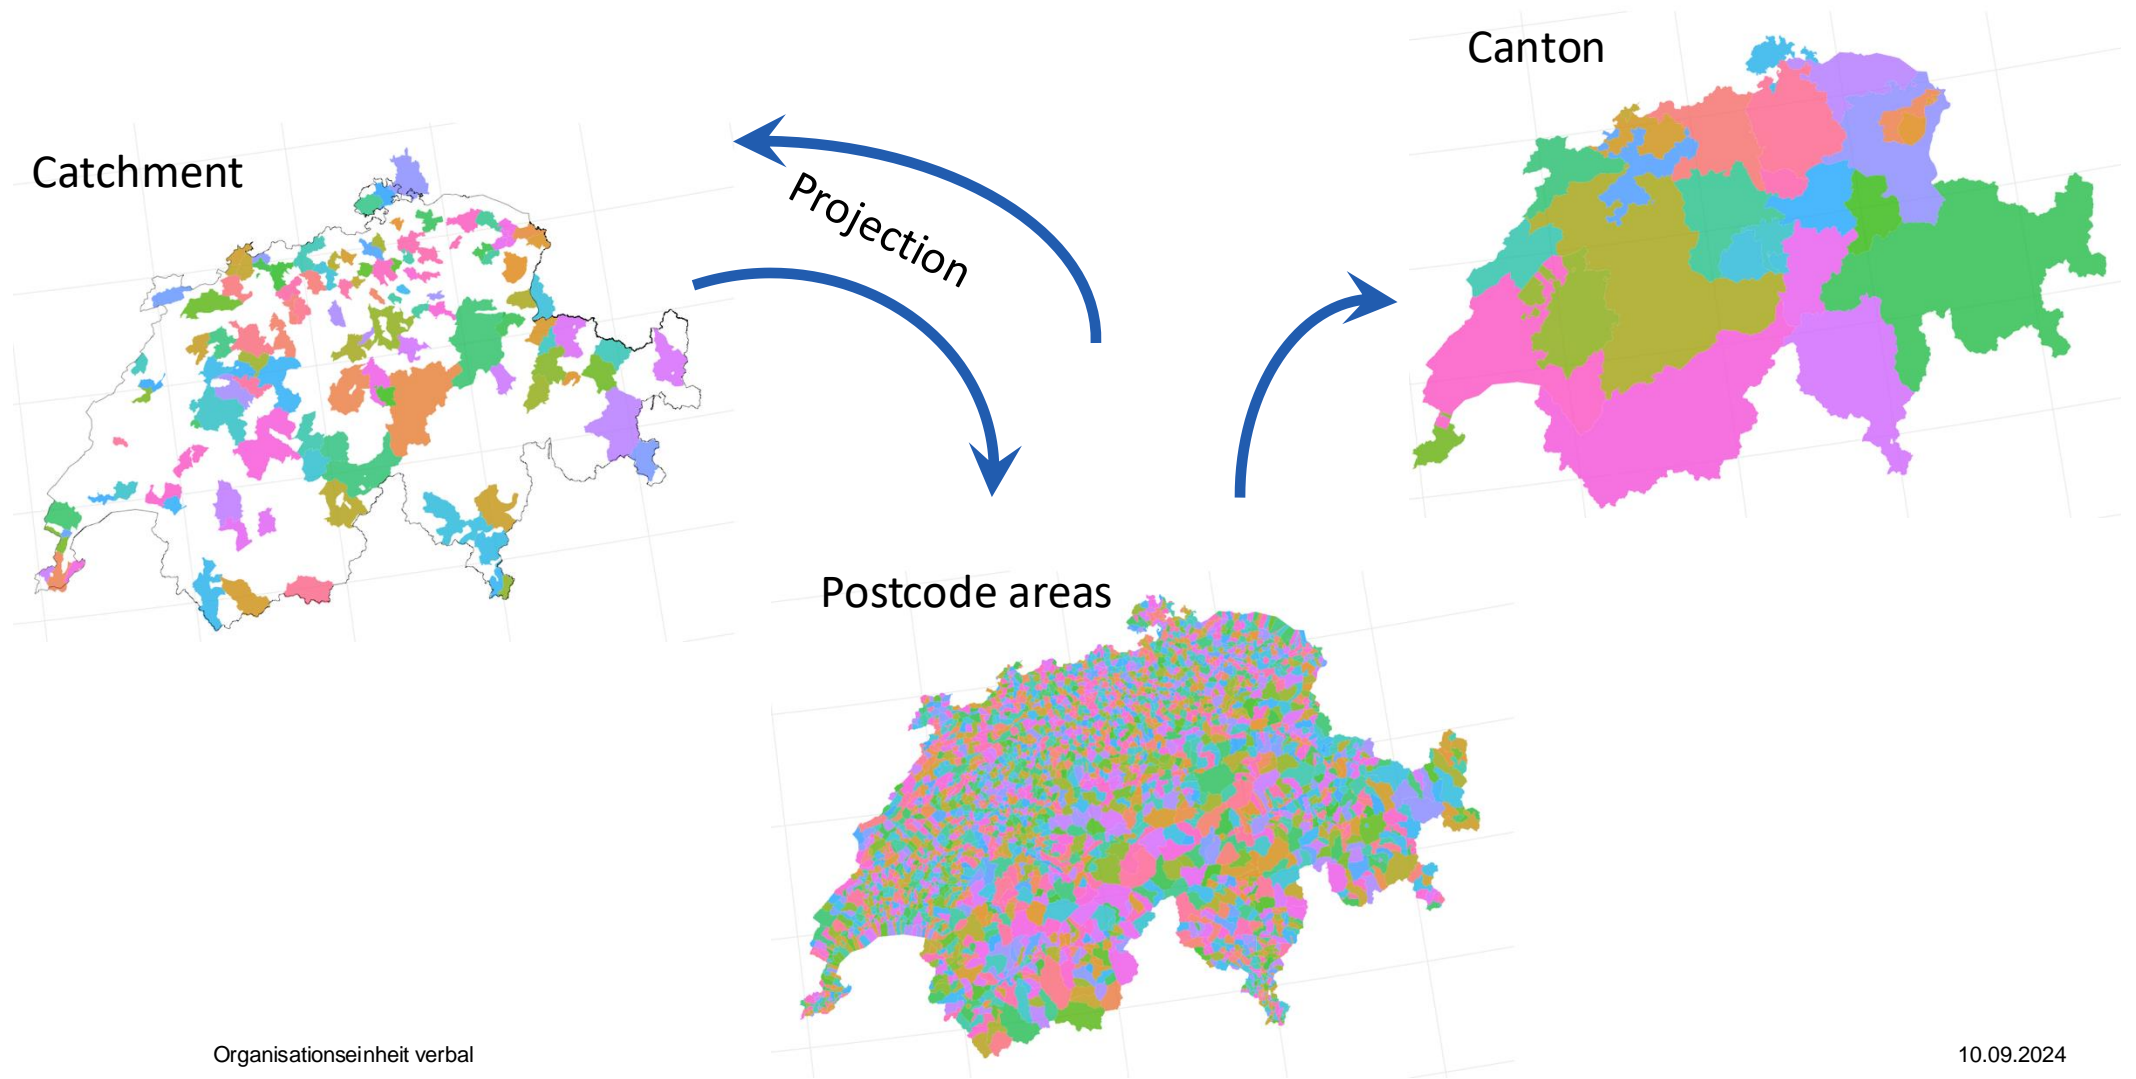 Canton
Catchment
Projection
Postcode areas
Organisationseinheit verbal
10.09.2024